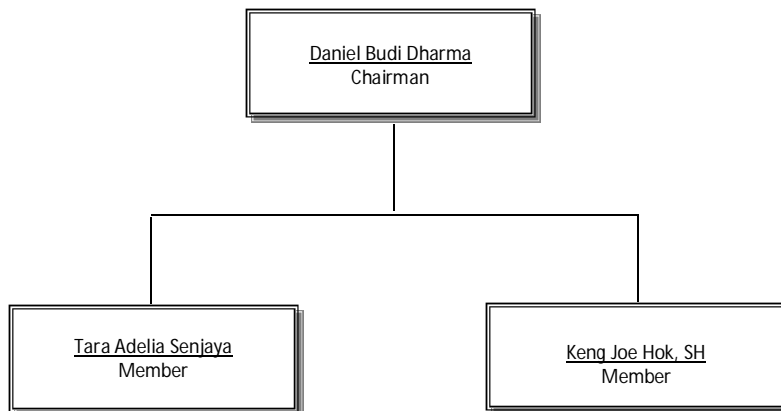 Daniel Budi Dharma
Chairman
Tara Adelia Senjaya
Member
Keng Joe Hok, SH
Member